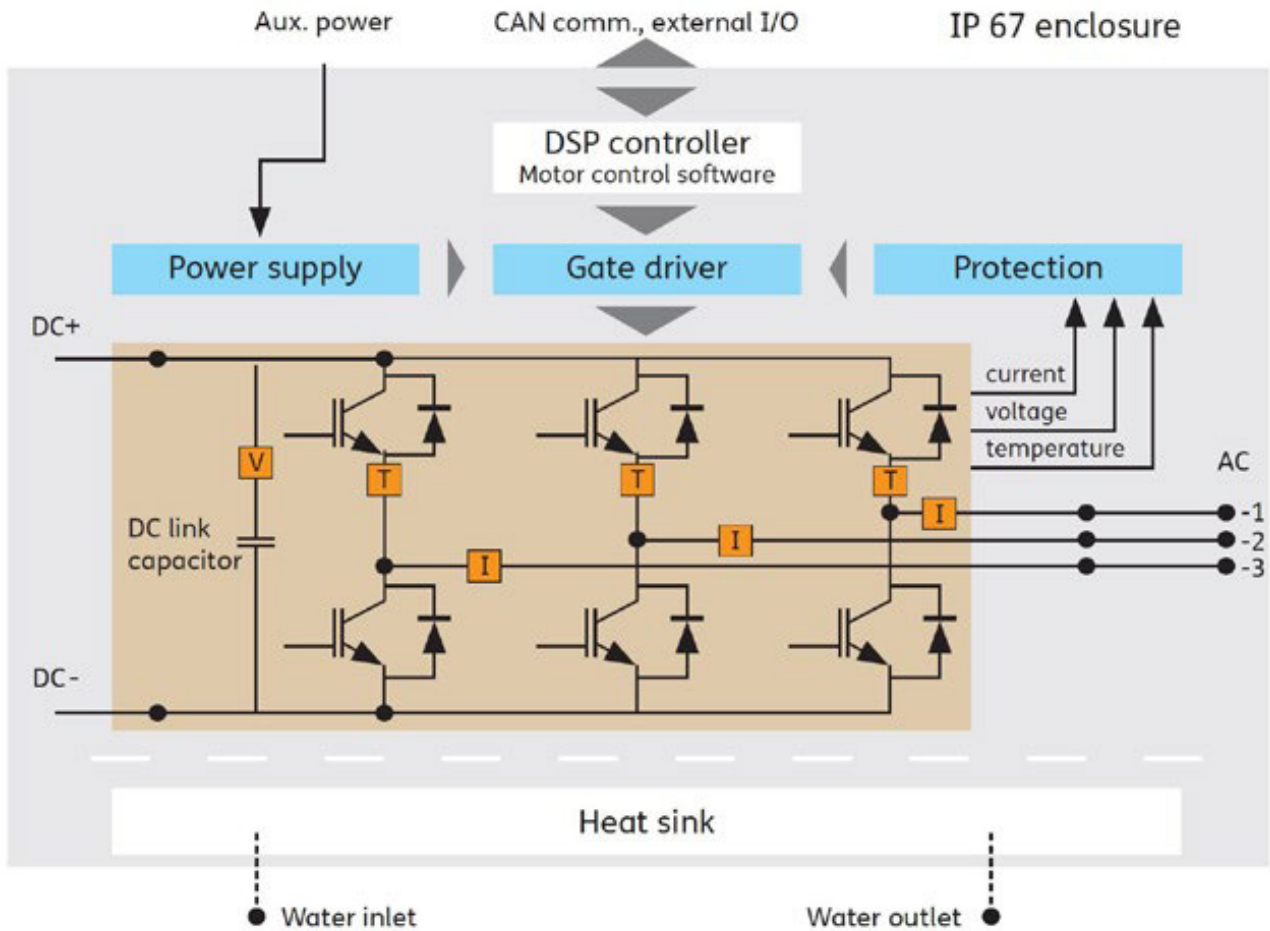 Aux. power
CAN comm., external I/O
IP 67 enclosure
DSP controller
Motor control software
Power supply
Gate driver
Protection
DC+
current
voltage
temperature
AC
V
T
T
T
I
-1
I
-2
I
-3
DC link
capacitor
DC-
Heat sink
Water inlet
Water outlet